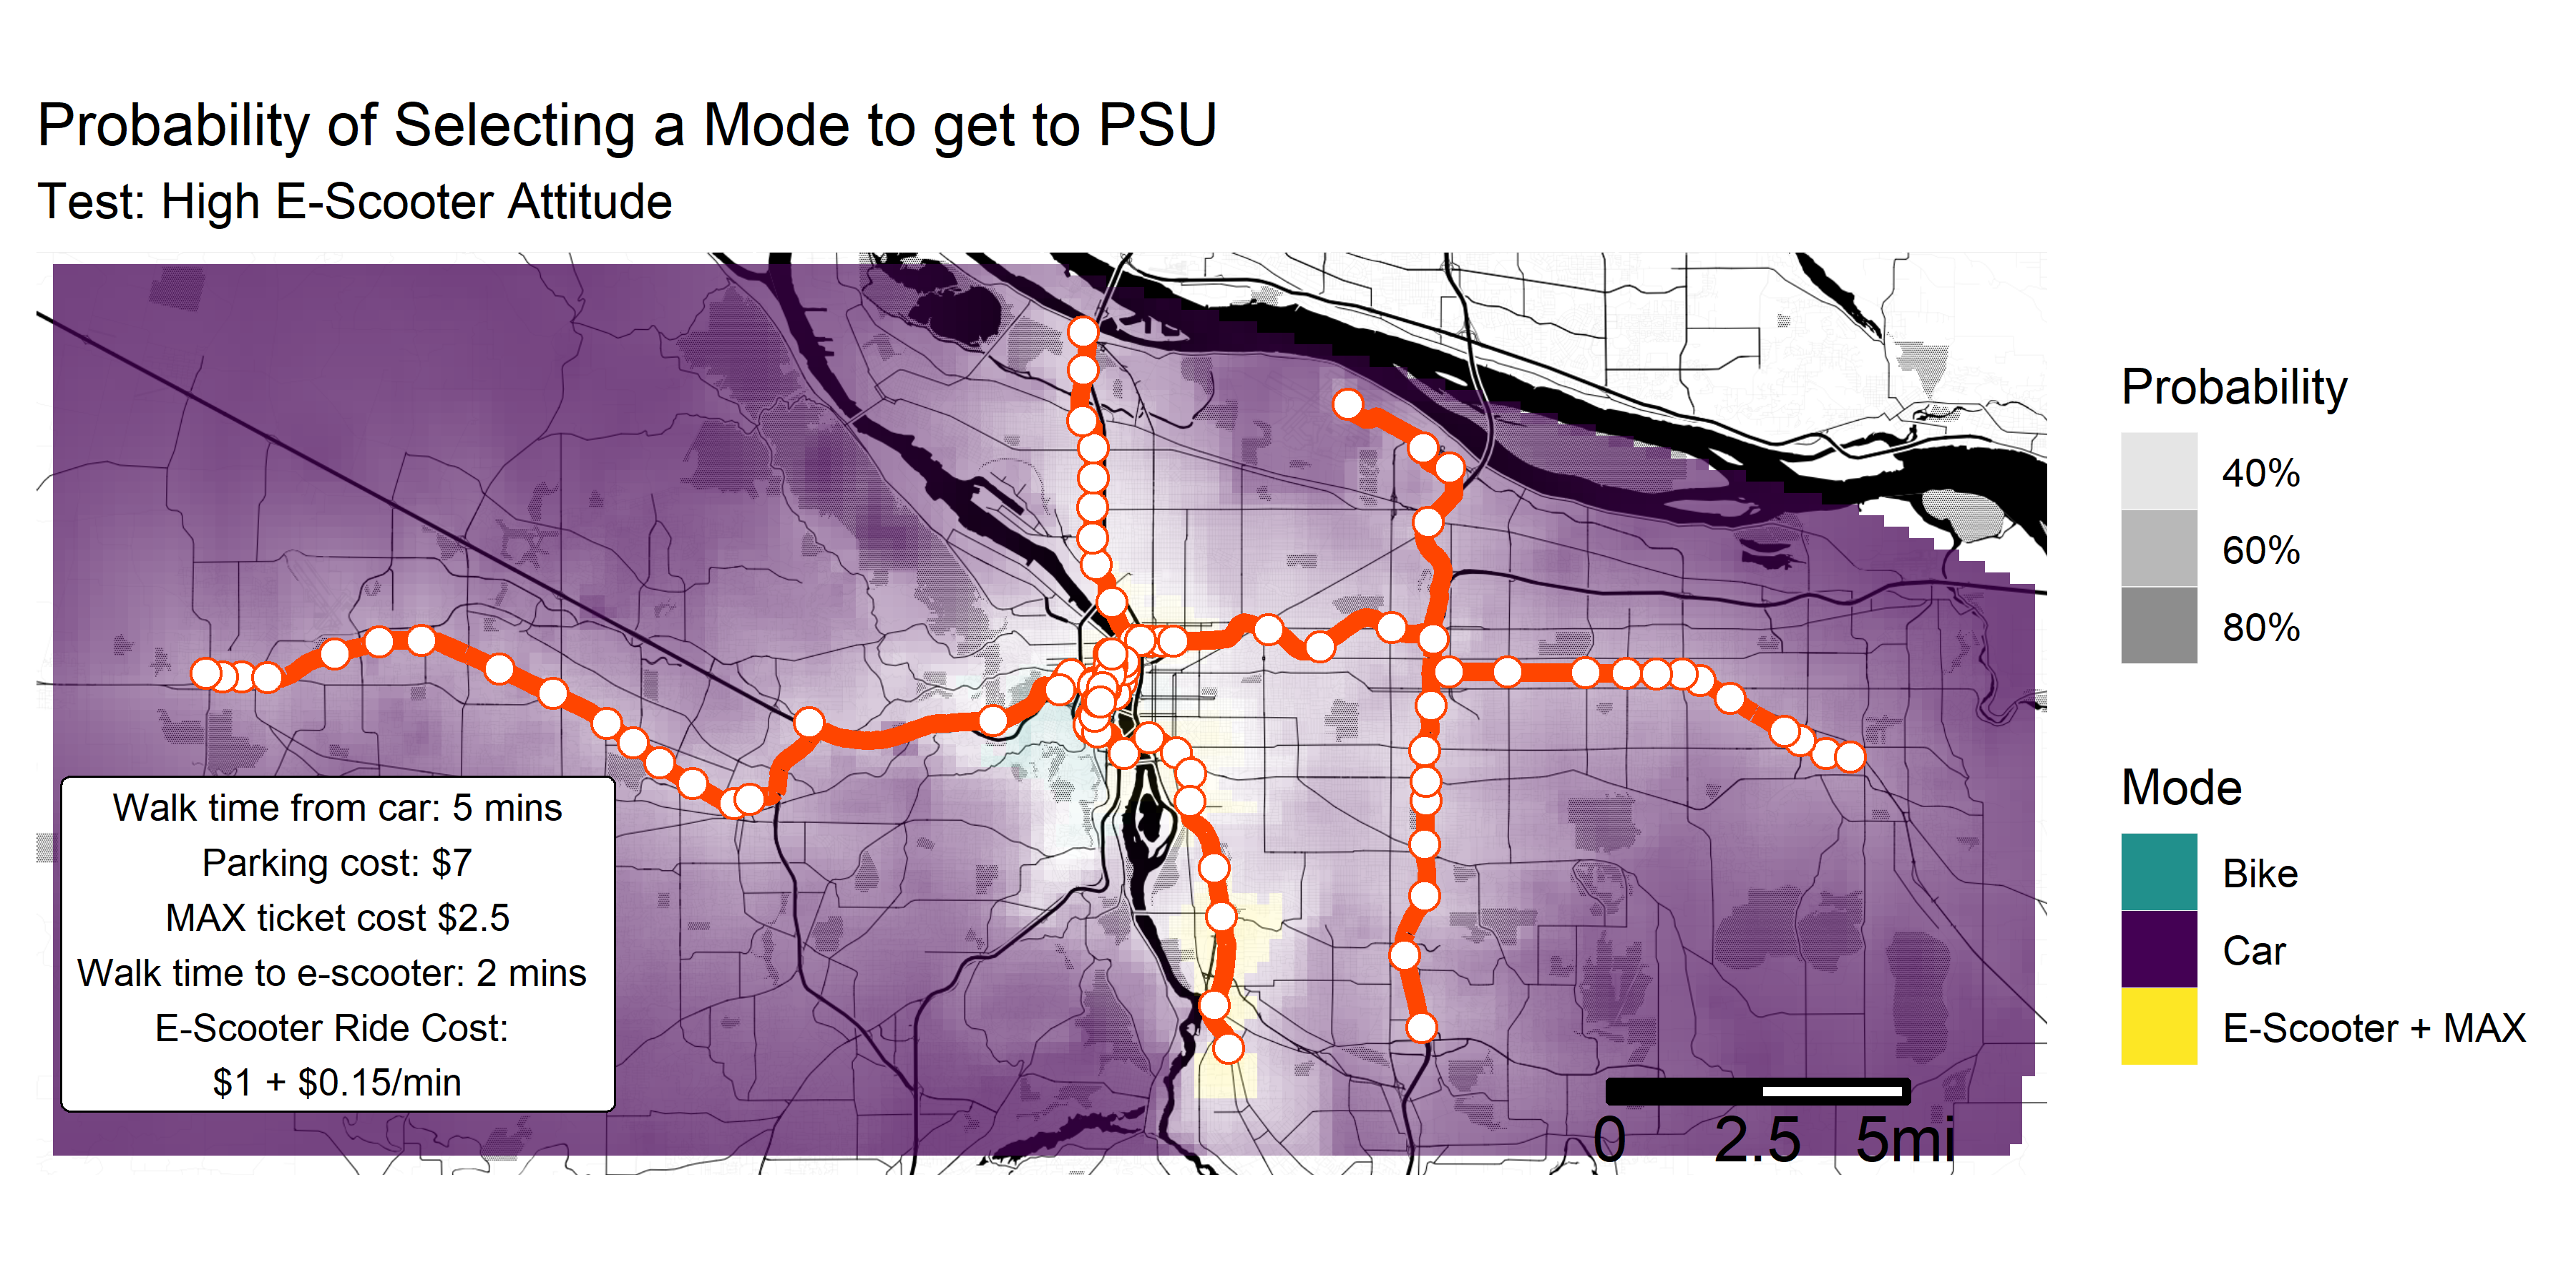 Probability of Selecting a Mode to get to PSU
Test: High E-Scooter Attitude
Walk time from car: 5 mins
Parking cost: $7
MAX ticket cost $2.5
Walk time to e-scooter: 2 mins
E-Scooter Ride Cost:
$1 + $0.15/min
0 2.5 5mi
Probability
40%
60%
80%
Mode
Bike
Car
E-Scooter + MAX